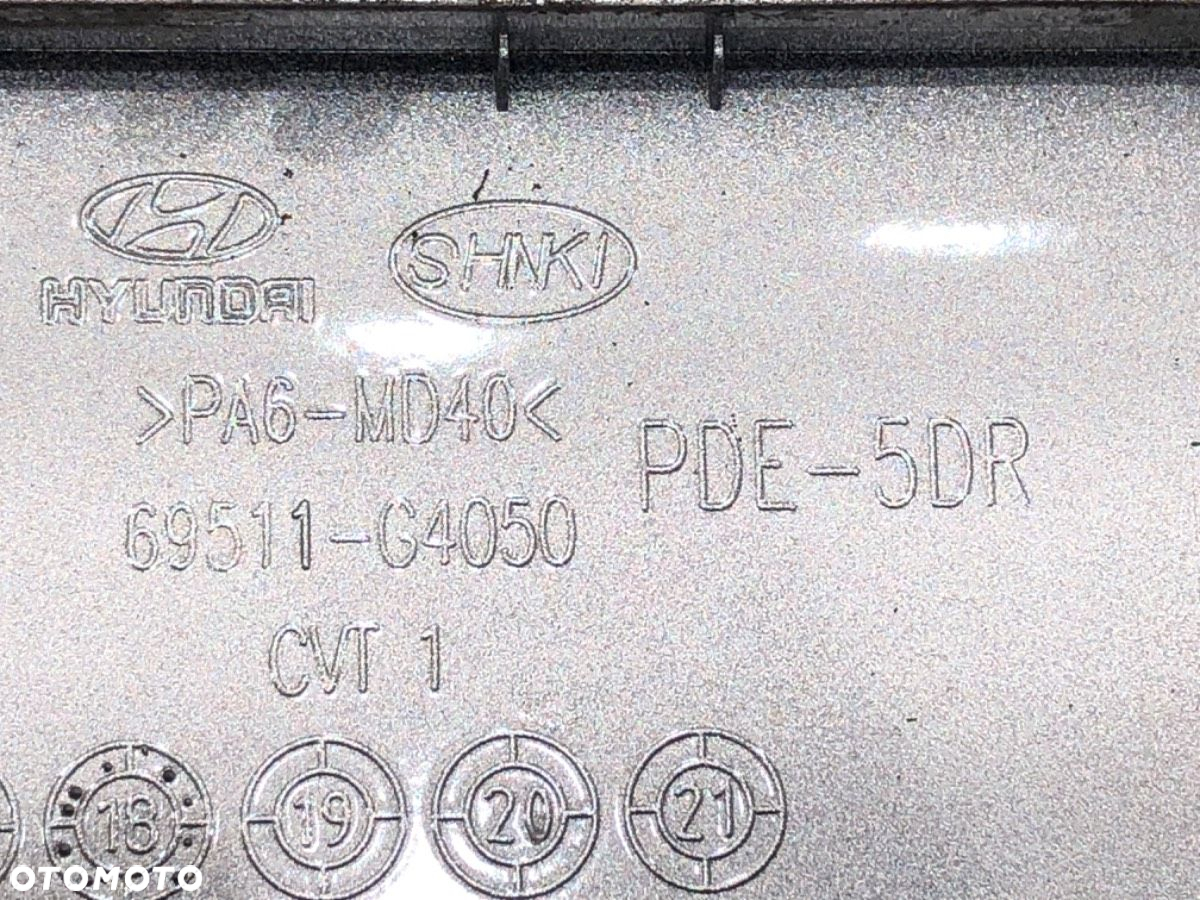 HYUNDAI
SHNKI
>PA6-MD40<
PDE-5DR
69511-G4050
CVT 1
18 19 20 21
OTOMOTO